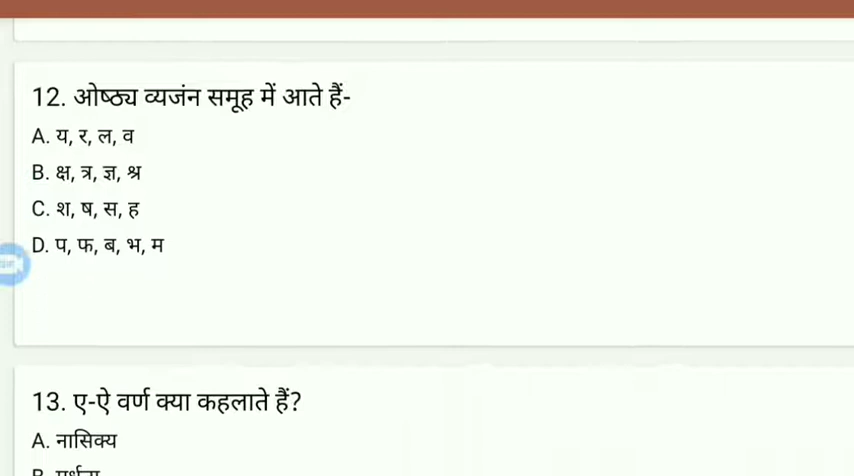 12. ओष्ठ्य व्यजंन समूह में आते हैं-
A. य, र, ल, व
B. क्ष, त्र, ज्ञ, श्र
C. श, ष, स, ह
D. प, फ, ब, भ, म
13. ए-ऐ वर्ण क्या कहलाते हैं?
A. नासिक्य